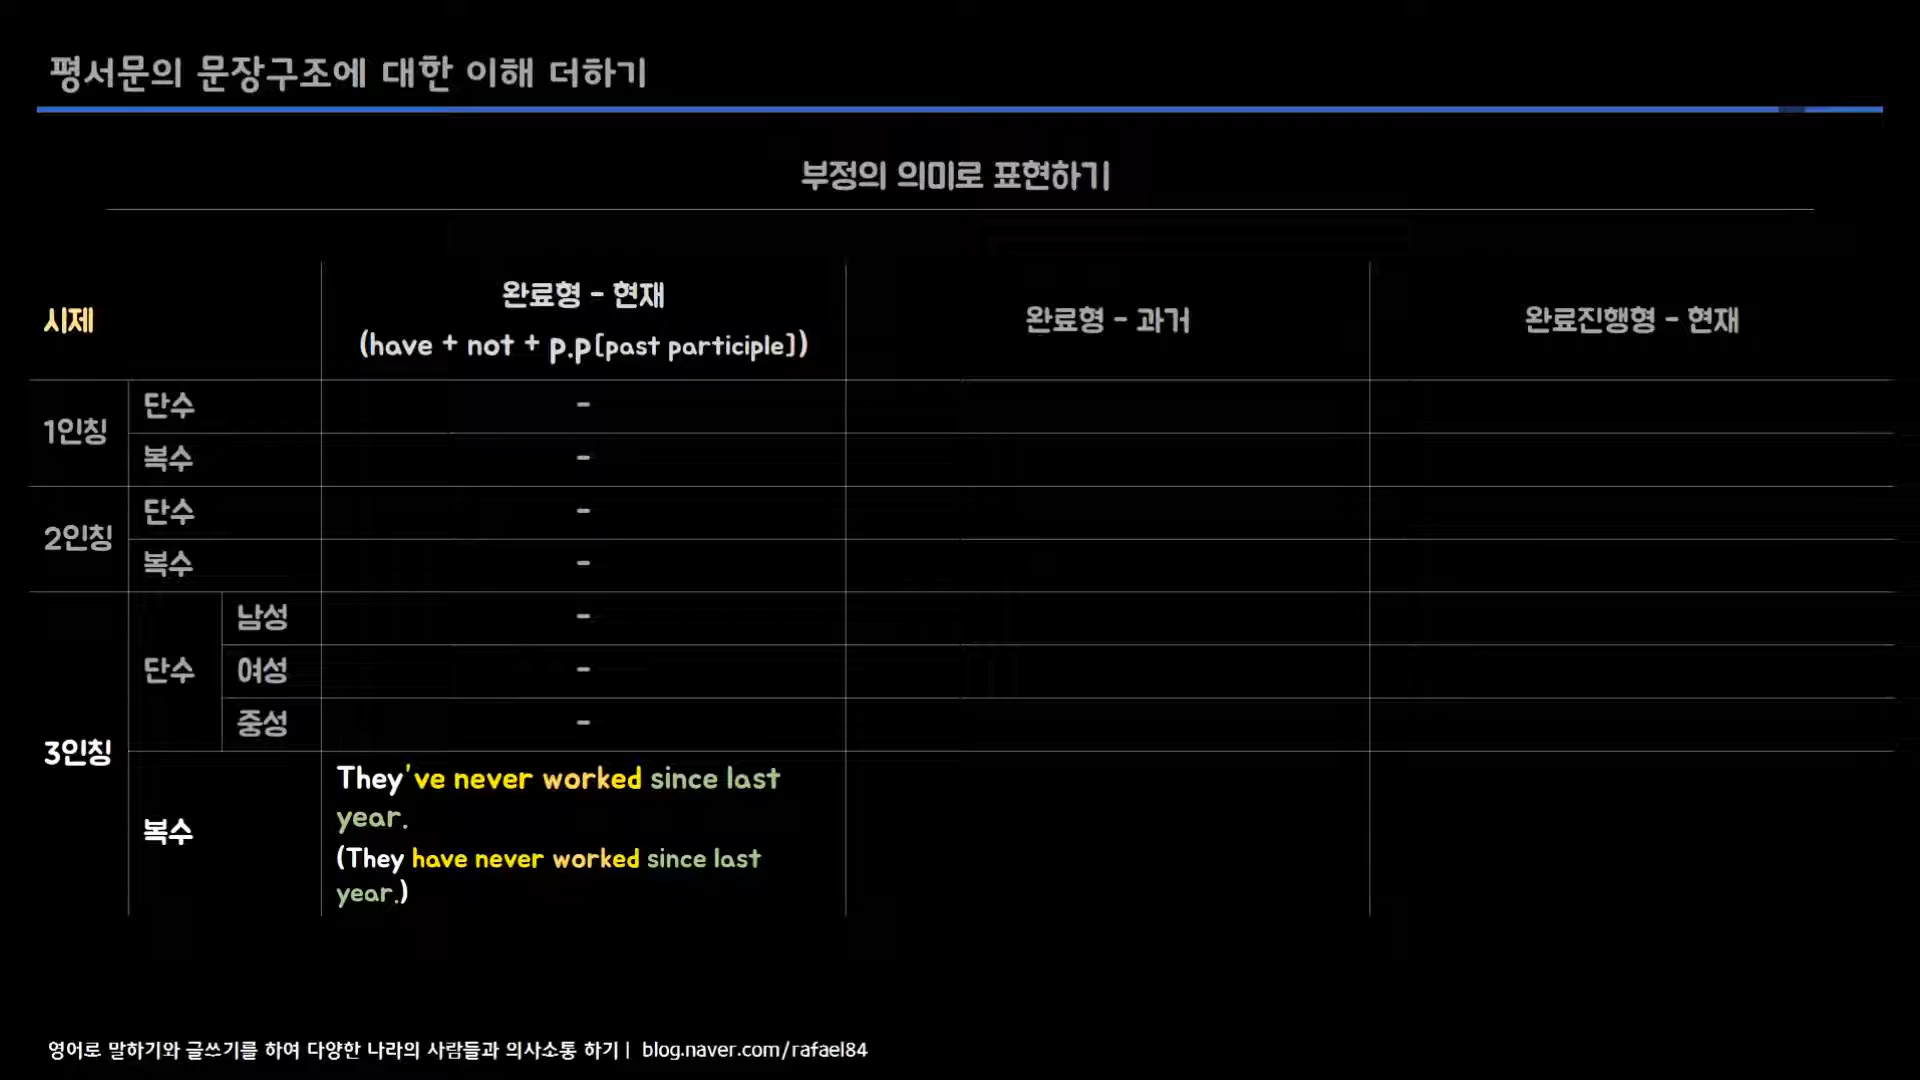 평서문의 문장구조에 대한 이해 더하기
부정의 의미로 표현하기
시제
완료형 - 현재
(have + not + p.p[past participle])
완료형 - 과거
완료진행형 - 현재
1인칭
단수
-
복수
-
2인칭
단수
-
복수
-
3인칭
단수
남성
-
여성
-
중성
-
복수
They've never worked since last
year.
(They have never worked since last
year.)
영어로 말하기와 글쓰기를 하여 다양한 나라의 사람들과 의사소통 하기 | blog.naver.com/rafael84